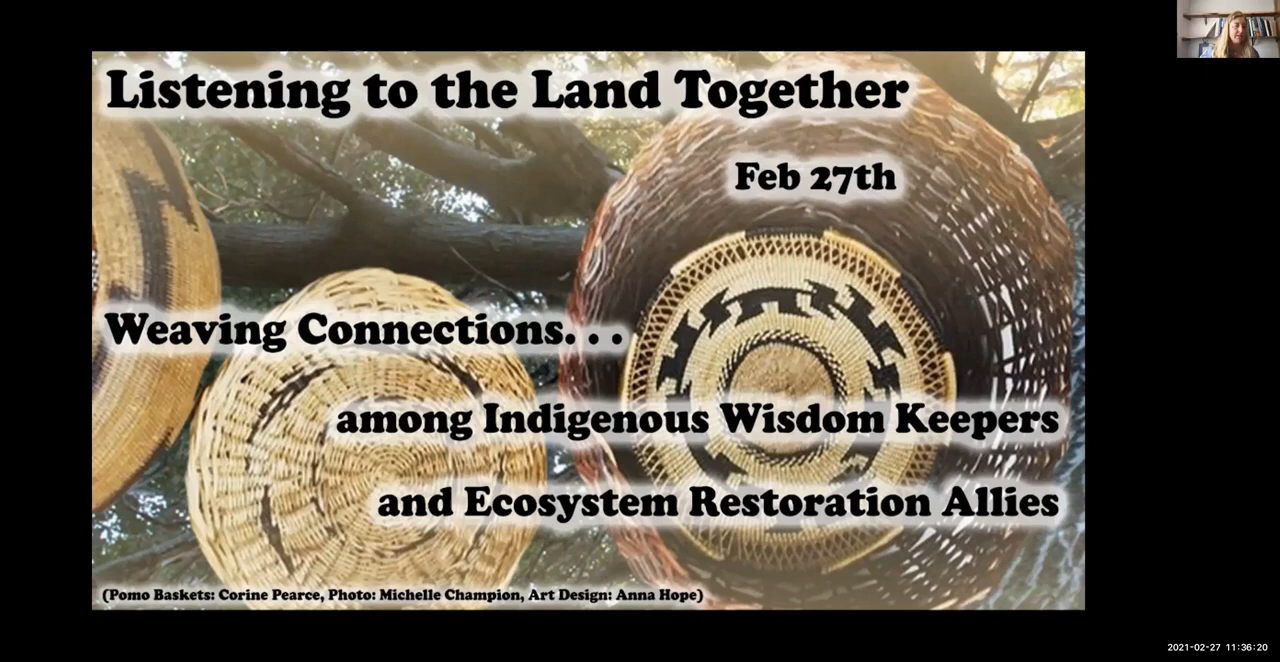 Listening to the Land Together
Feb 27th
Weaving Connections. . .
among Indigenous Wisdom Keepers
and Ecosystem Restoration Allies
(Pomo Baskets: Corine Pearce, Photo: Michelle Champion, Art Design: Anna Hope)
2021-02-27 11:36:20